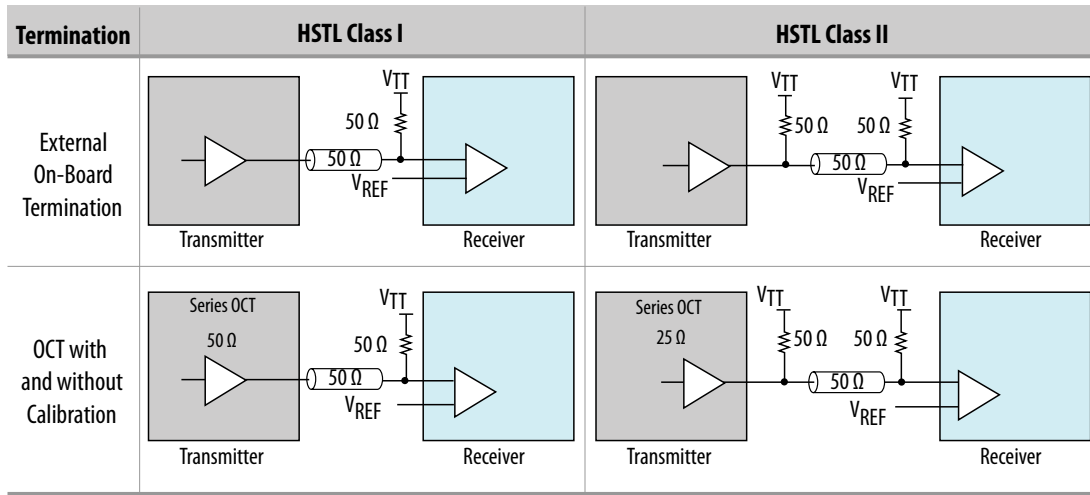 Termination
HSTL Class I
HSTL Class II
External
On-Board
Termination
VTT
50 Ω
50 Ω
VREF
Transmitter
Receiver
VTT
VTT
50 Ω
50 Ω
50 Ω
VREF
Transmitter
Receiver
OCT with
and without
Calibration
Series OCT
50 Ω
VTT
50 Ω
50 Ω
VREF
Transmitter
Receiver
Series OCT
25 Ω
VTT
VTT
50 Ω
50 Ω
50 Ω
VREF
Transmitter
Receiver